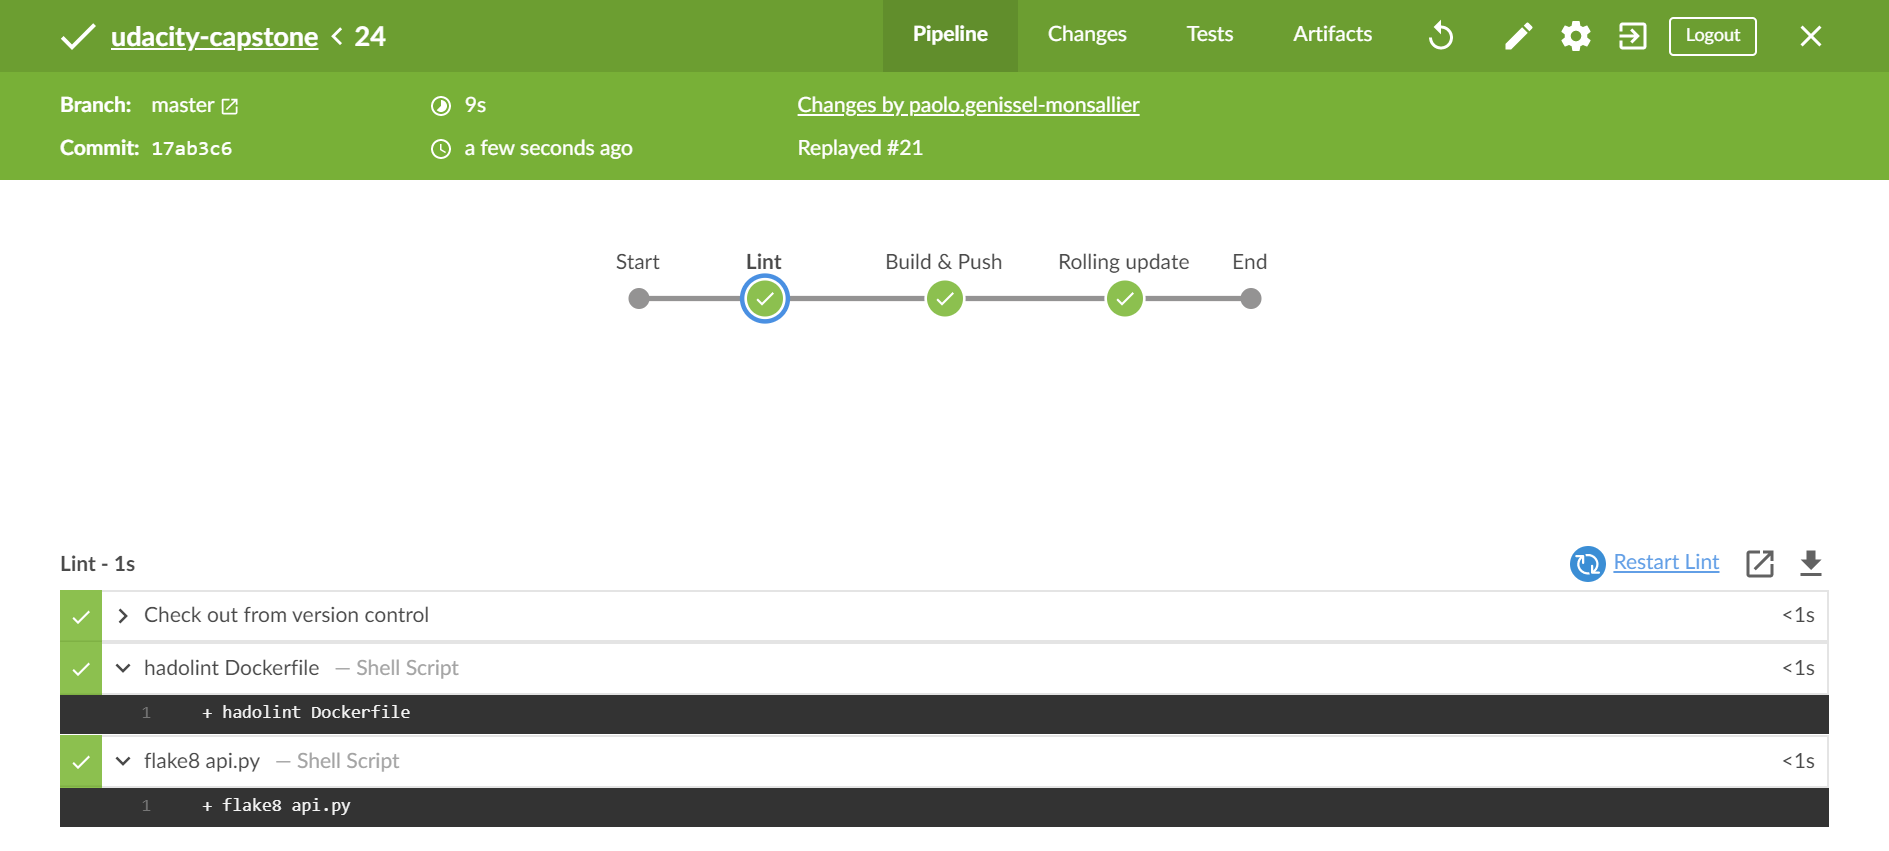 udacity-capstone < 24
Pipeline
Changes
Tests
Artifacts
Logout
Branch: master
9s
Changes by paolo.genissel-monsallier
Commit: 17ab3c6
a few seconds ago
Replayed #21
Start
Lint
Build & Push
Rolling update
End
Lint - 1s
Restart Lint
Check out from version control
<1s
hadolint Dockerfile — Shell Script
<1s
1 + hadolint Dockerfile
flake8 api.py — Shell Script
<1s
1 + flake8 api.py